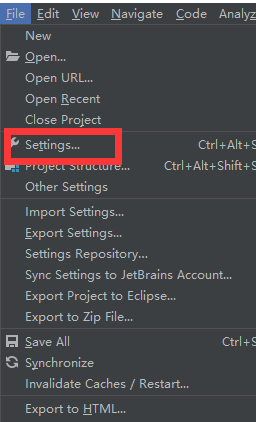 File Edit View Navigate Code Analyz
New
Open...
Open URL...
Open Recent
Close Project
Settings... Ctrl+Alt+S
Project Structure... Ctrl+Alt+Shift+S
Other Settings
Import Settings...
Export Settings...
Settings Repository...
Sync Settings to JetBrains Account...
Export Project to Eclipse...
Export to Zip File...
Save All Ctrl+S
Synchronize
Invalidate Caches / Restart...
Export to HTML...